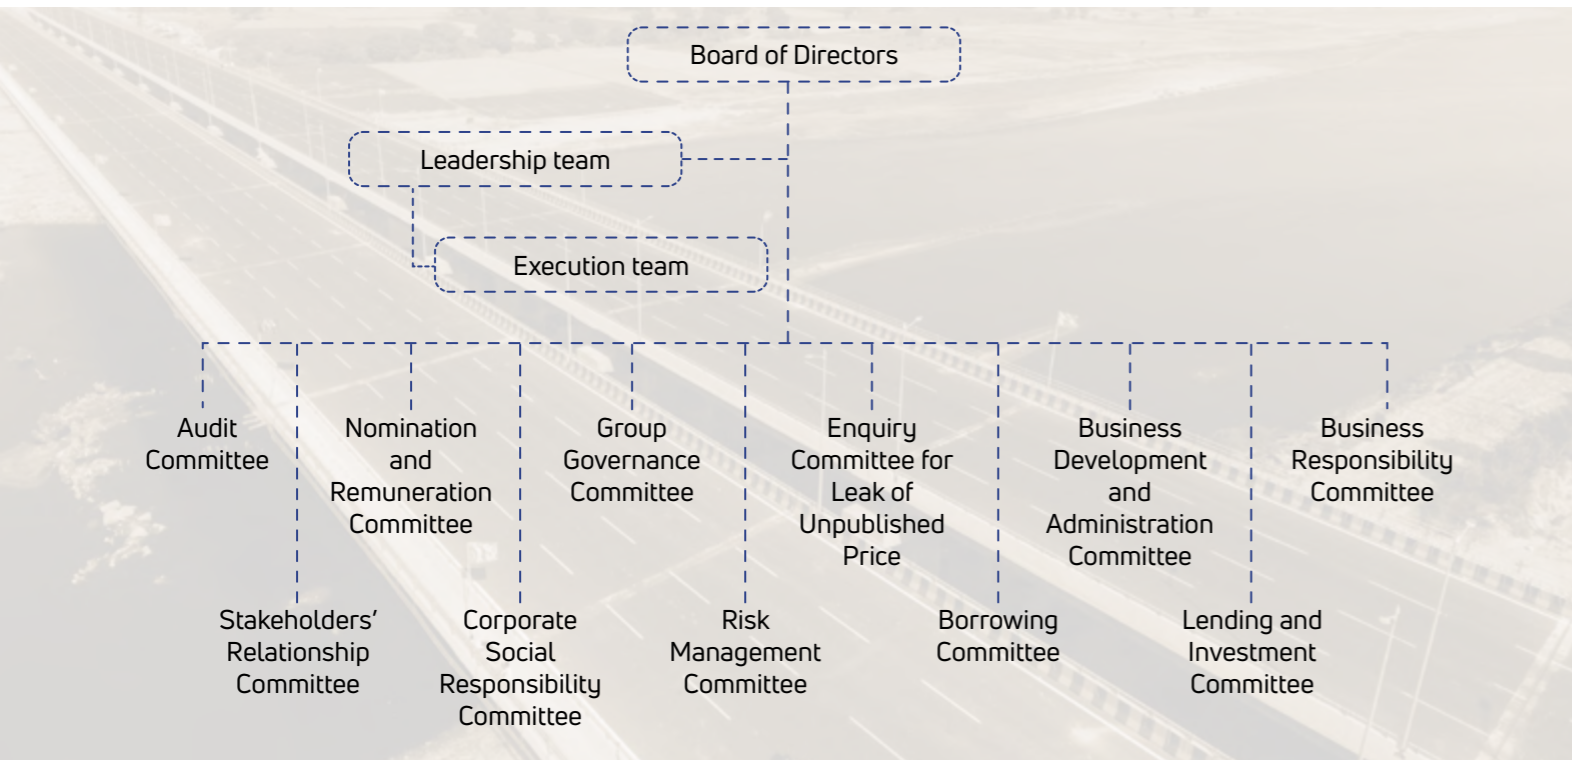 Board of Directors
Leadership team
Execution team
Audit
Committee
Nomination
and
Remuneration
Committee
Group
Governance
Committee
Enquiry
Committee for
Leak of
Unpublished
Price
Business
Development
and
Administration
Committee
Business
Responsibility
Committee
Stakeholders’
Relationship
Committee
Corporate
Social
Responsibility
Committee
Risk
Management
Committee
Borrowing
Committee
Lending and
Investment
Committee